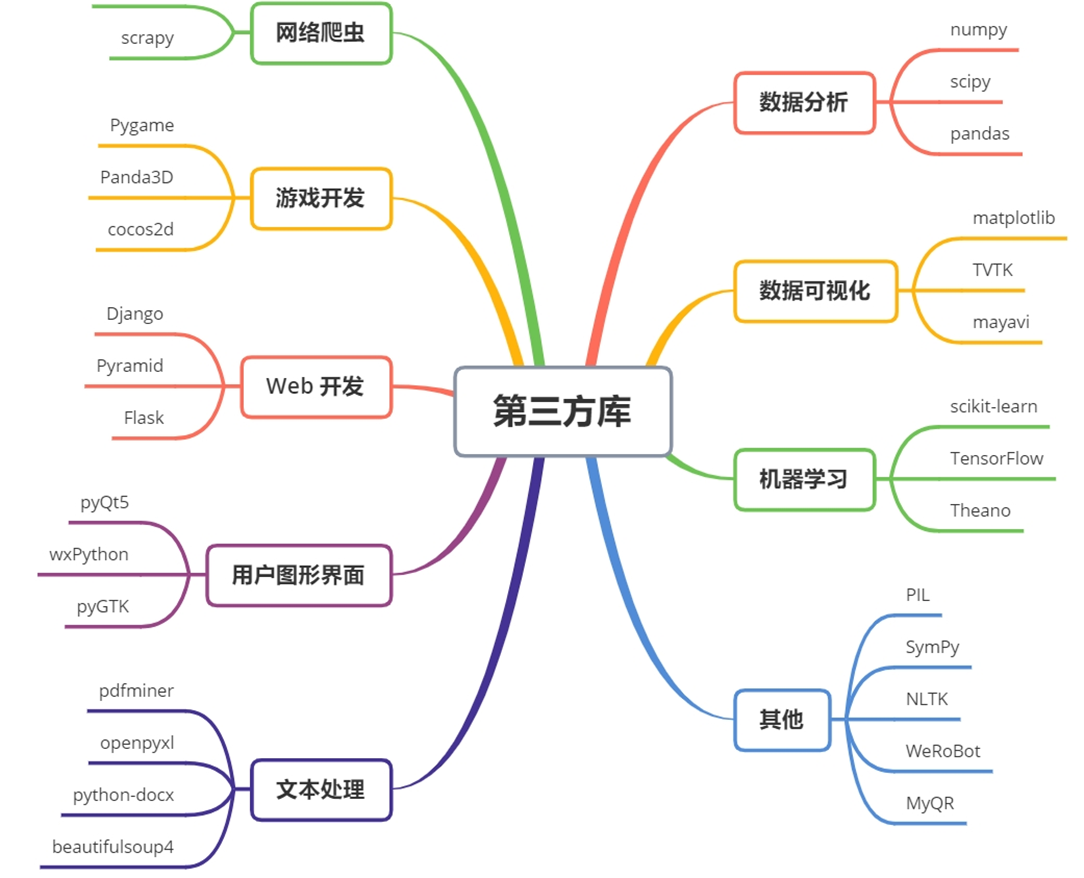 第三方库
网络爬虫
scrapy
游戏开发
Pygame
Panda3D
cocos2d
Web 开发
Django
Pyramid
Flask
用户图形界面
pyQt5
wxPython
pyGTK
文本处理
pdfminer
openpyxl
python-docx
beautifulsoup4
数据分析
numpy
scipy
pandas
数据可视化
matplotlib
TVTK
mayavi
机器学习
scikit-learn
TensorFlow
Theano
其他
PIL
SymPy
NLTK
WeRoBot
MyQR